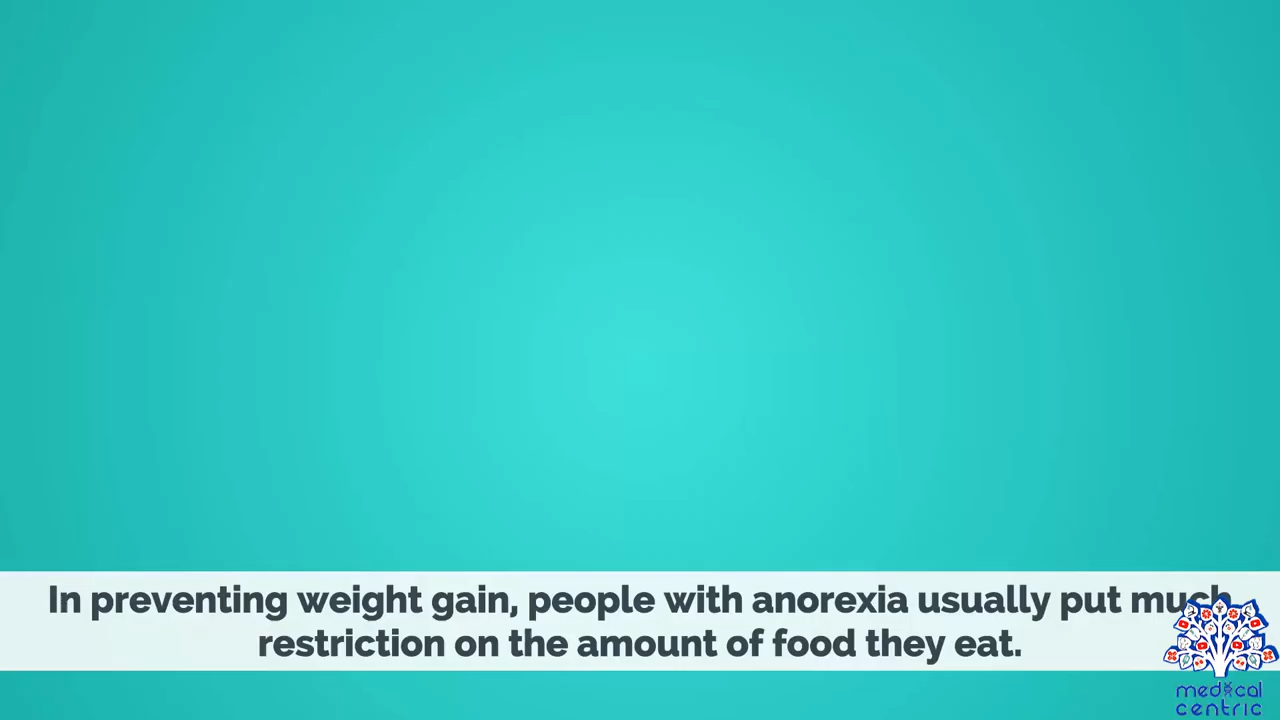 In preventing weight gain, people with anorexia usually put much
restriction on the amount of food they eat.
medical
centric